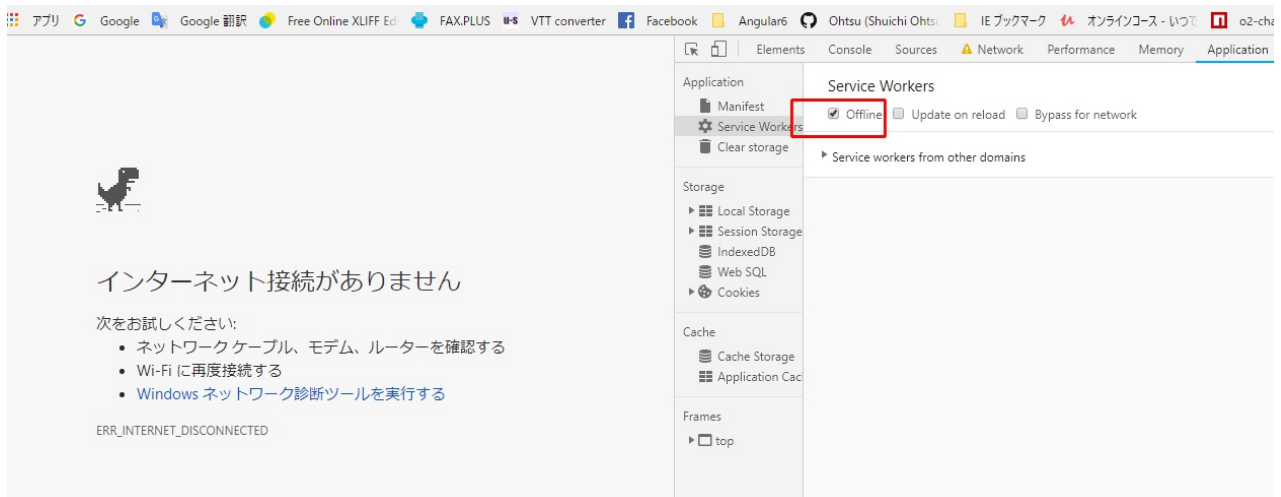 アプリ Google Google 翻訳 Free Online XLIFF Ed FAX.PLUS U-S VTT converter Facebook Angular6 Ohtsu (Shuichi Ohtsu IE ブックマーク オンラインコース - いつで o2-cha
Elements Console Sources Network Performance Memory Application
Application
Manifest
Service Workers
Clear storage
Storage
Local Storage
Session Storage
IndexedDB
Web SQL
Cookies
Cache
Cache Storage
Application Cac
Frames
top
Service Workers
Offline Update on reload Bypass for network
Service workers from other domains
インターネット接続がありません
次をお試しください:
• ネットワーク ケーブル、モデム、ルーターを確認する
• Wi-Fi に再度接続する
• Windows ネットワーク診断ツールを実行する
ERR_INTERNET_DISCONNECTED